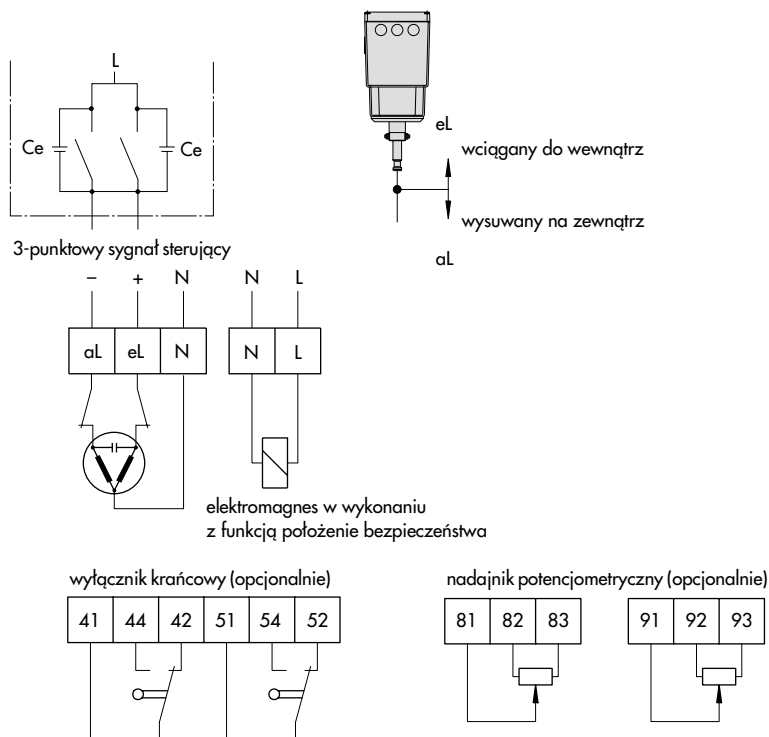 L
Ce Ce
eL
wciągany do wewnątrz
wysuwany na zewnątrz
aL
3-punktowy sygnał sterujący
– + N N L
aL eL N N L
elektromagnes w wykonaniu
z funkcją położenie bezpieczeństwa
wyłącznik krańcowy (opcjonalnie)
41 44 42 51 54 52
nadajnik potencjometryczny (opcjonalnie)
81 82 83 91 92 93